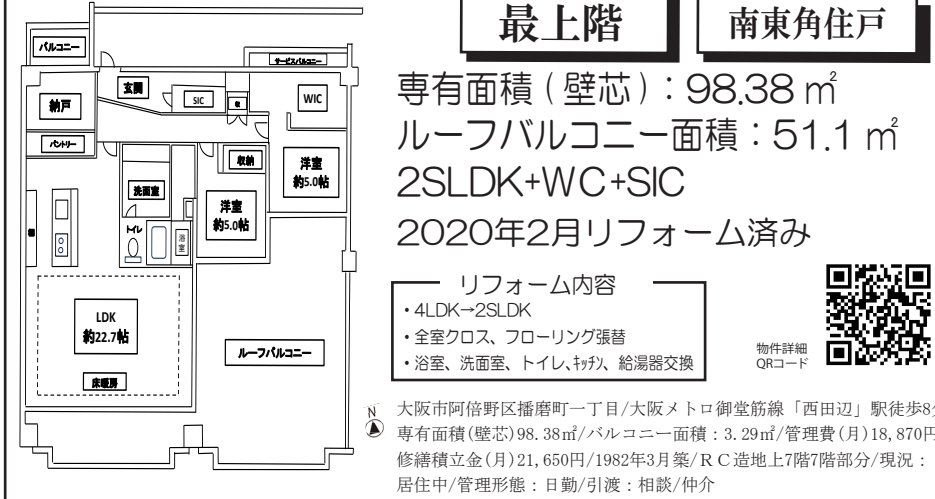 最上階
南東角住戸
専有面積(壁芯):98.38㎡
ルーフバルコニー面積:51.1㎡
2SLDK+WC+SIC
2020年2月リフォーム済み
リフォーム内容
・4LDK→2SLDK
・全室クロス、フローリング張替
・浴室、洗面室、トイレ、キッチン、給湯器交換
物件詳細
QRコード
N
大阪市阿倍野区播磨町一丁目/大阪メトロ御堂筋線「西田辺」駅徒歩8分
専有面積(壁芯)98.38㎡/バルコニー面積:3.29㎡/管理費(月)18,870円
修繕積立金(月)21,650円/1982年3月築/RC造地上7階7階部分/現況:
居住中/管理形態:日勤/引渡:相談/仲介
バルコニー
サービスバルコニー
玄関
納戸
SIC
WIC
パントリー
収納
洋室
約5.0帖
洗面室
洋室
約5.0帖
トイレ
浴室
LDK
約22.7帖
ルーフバルコニー
床暖房